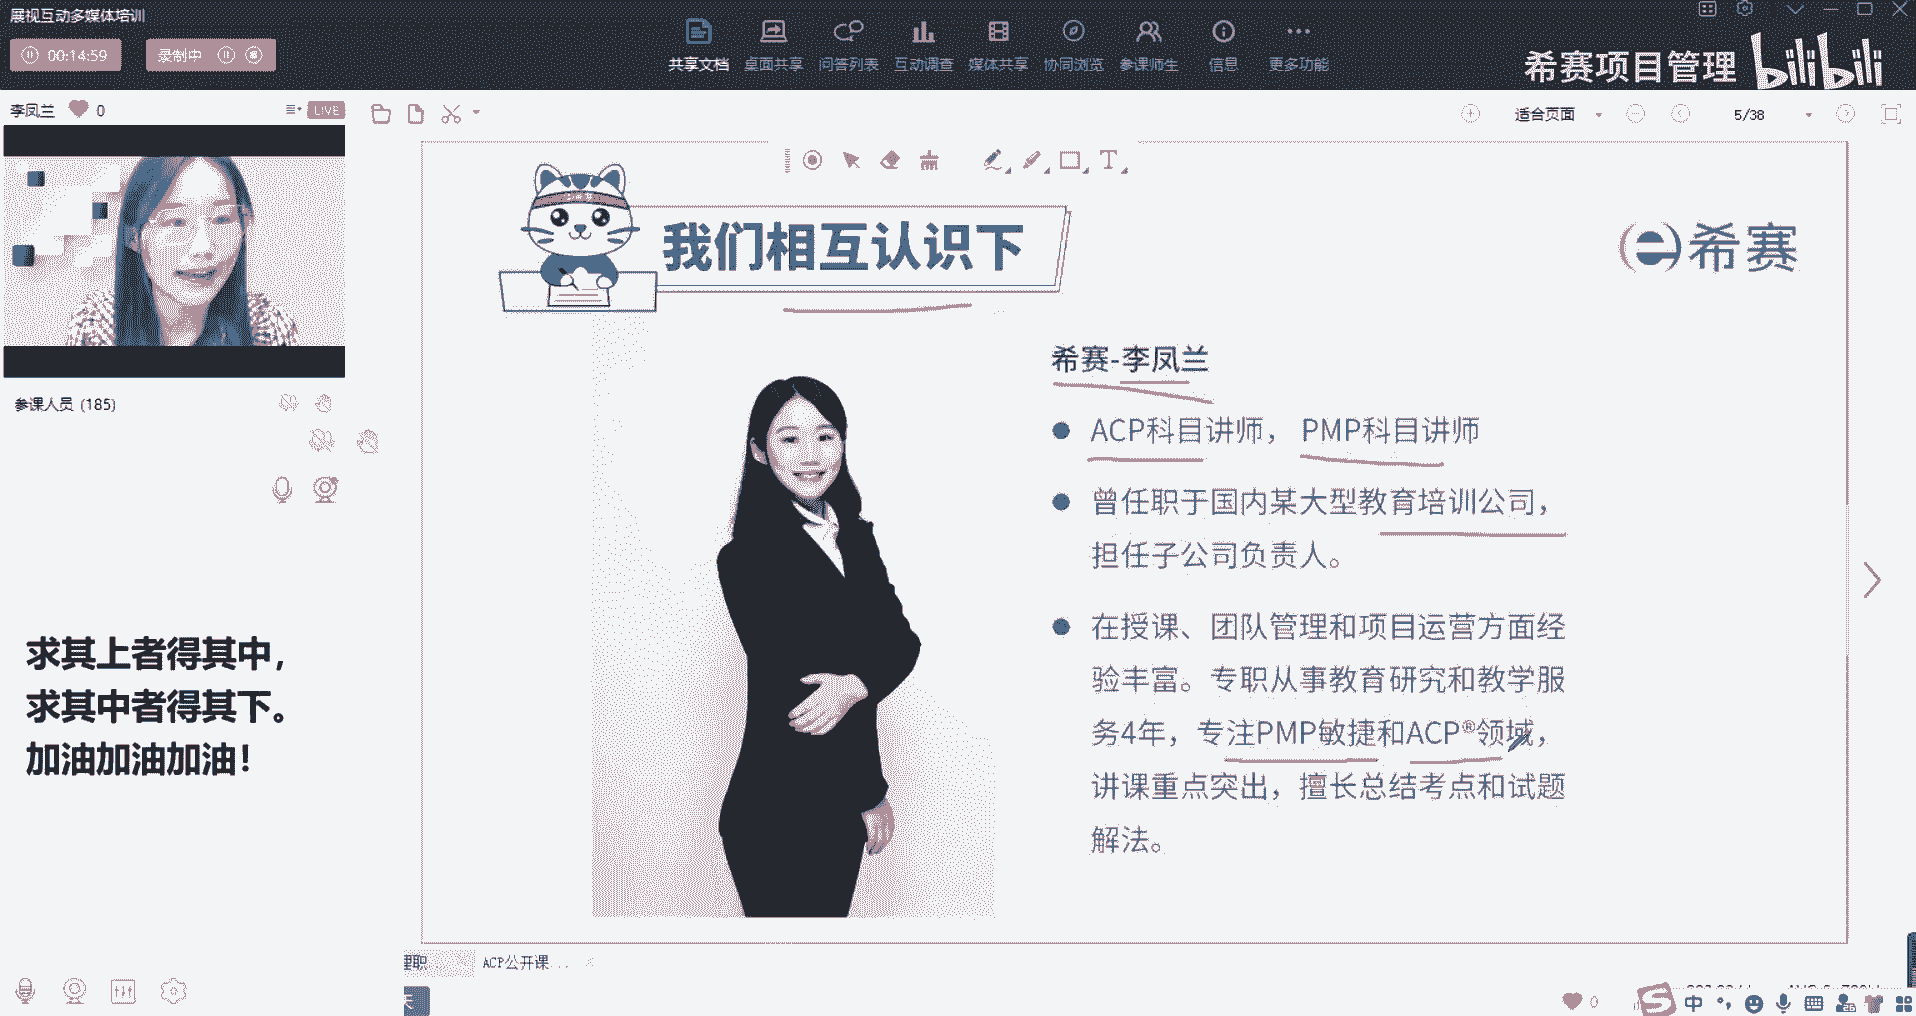 展视互动多媒体培训
00:14:59
录制中
共享文档
桌面共享
问答列表
互动调查
媒体共享
协同浏览
参课师生
信息
更多功能
希赛项目管理
bilibili
李凤兰
0
LIVE
适合页面
5/38
我们相互认识下
希赛
希赛-李凤兰
ACP科目讲师， PMP科目讲师
曾任职于国内某大型教育培训公司，
担任子公司负责人。
在授课、团队管理和项目运营方面经
验丰富。专职从事教育研究和教学服
务4年，专注PMP敏捷和ACP®领域，
讲课重点突出，擅长总结考点和试题
解法。
参课人员 (185)
求其上者得其中，
求其中者得其下。
加油加油加油！
ACP公开课...
0
中